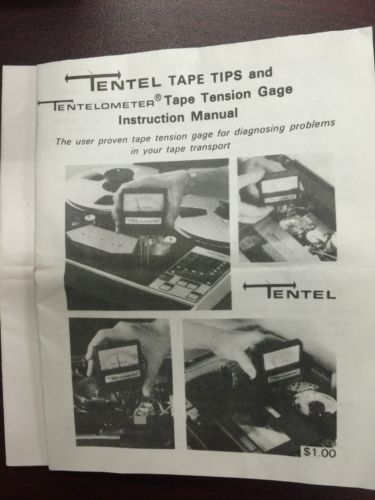 TENTEL TAPE TIPS and
TENTELOMETER® Tape Tension Gage
Instruction Manual
The user proven tape tension gage for diagnosing problems
in your tape transport
TENTEL
$1.00